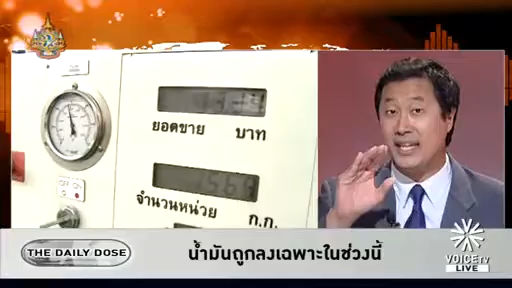 ยอดขาย บาท
จำนวนหน่วย ก.ก.
THE DAILY DOSE
น้ำมันถูกลงเฉพาะในช่วงนี้
VOICE TV
LIVE